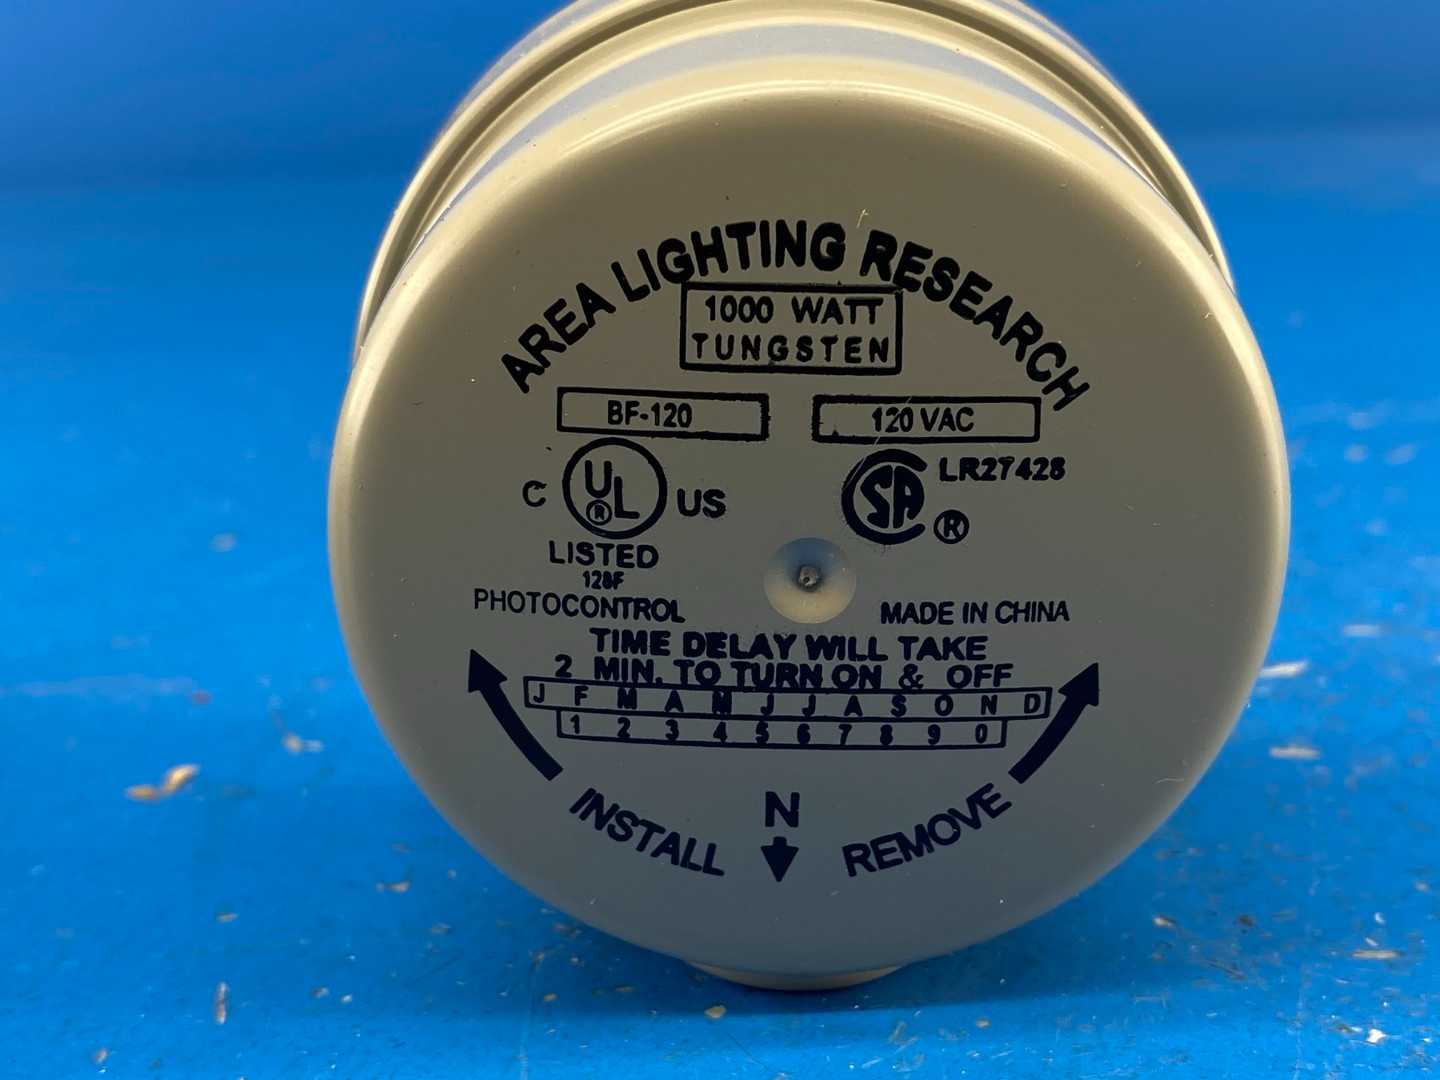 AREA LIGHTING RESEARCH
1000 WATT
TUNGSTEN
BF-120
120 VAC
C UL ® US
LISTED
128F
PHOTOCONTROL
SA ® LR27428
MADE IN CHINA
TIME DELAY WILL TAKE
2 MIN. TO TURN ON & OFF
J F M A M J J A S O N D
1 2 3 4 5 6 7 8 9 0
INSTALL
N
REMOVE